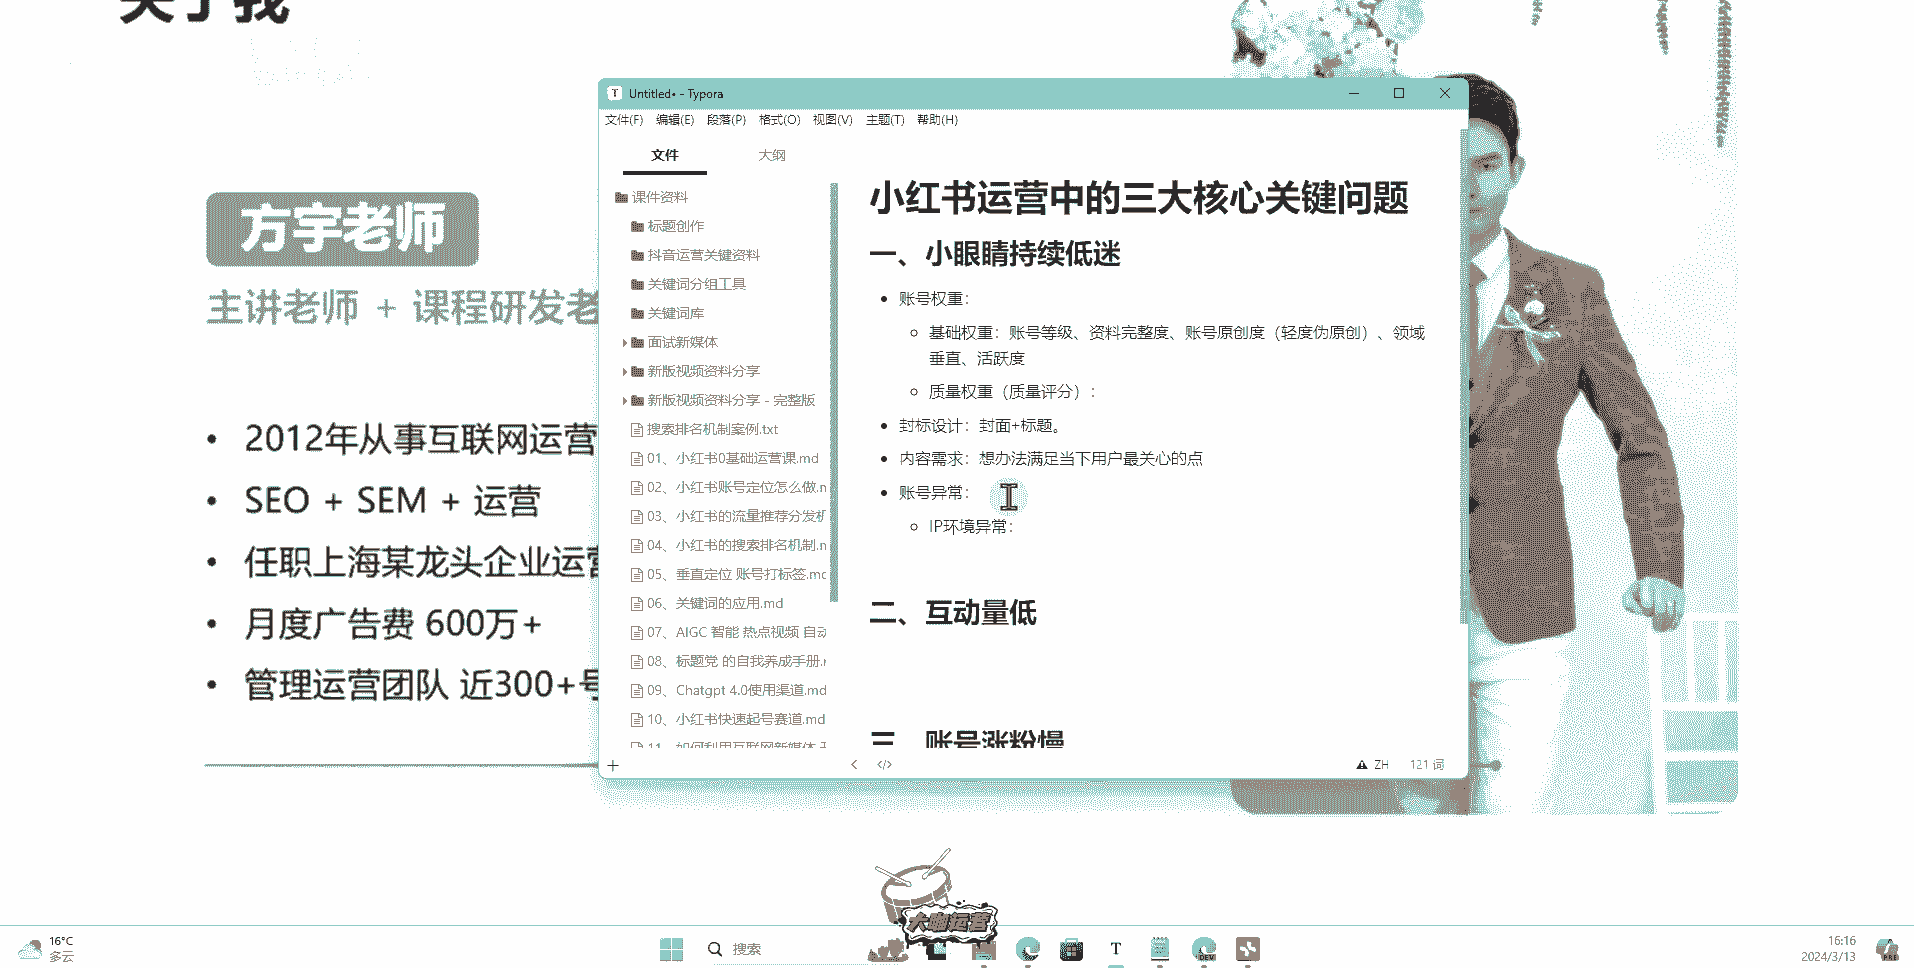 关于我
方宇老师
主讲老师 + 课程研发老
• 2012年从事互联网运营
• SEO + SEM + 运营
• 任职上海某龙头企业运营
• 月度广告费 600万+
• 管理运营团队 近300+号
Untitled• - Typora
文件(F) 编辑(E) 段落(P) 格式(O) 视图(V) 主题(T) 帮助(H)
文件 大纲
课件资料
标题创作
抖音运营关键资料
关键词分组工具
关键词库
面试新媒体
新版视频资料分享
新版视频资料分享 - 完整版
搜索排名机制案例.txt
01、小红书0基础运营课.md
02、小红书账号定位怎么做.n
03、小红书的流量推荐分发机
04、小红书的搜索排名机制.n
05、垂直定位 账号打标签.mc
06、关键词的应用.md
07、AIGC 智能 热点视频 自动
08、标题党 的自我养成手册.r
09、Chatgpt 4.0使用渠道.md
10、小红书快速起号赛道.md
11、如何利用互联网新媒体
小红书运营中的三大核心关键问题
一、小眼睛持续低迷
• 账号权重：
基础权重：账号等级、资料完整度、账号原创度（轻度伪原创）、领域
垂直、活跃度
质量权重（质量评分）：
• 封标设计：封面+标题。
• 内容需求：想办法满足当下用户最关心的点
• 账号异常：
IP环境异常：
二、互动量低
三、账号涨粉慢
ZH 121 词
大咖运营
16°C
多云
搜索
16:16
2024/3/13